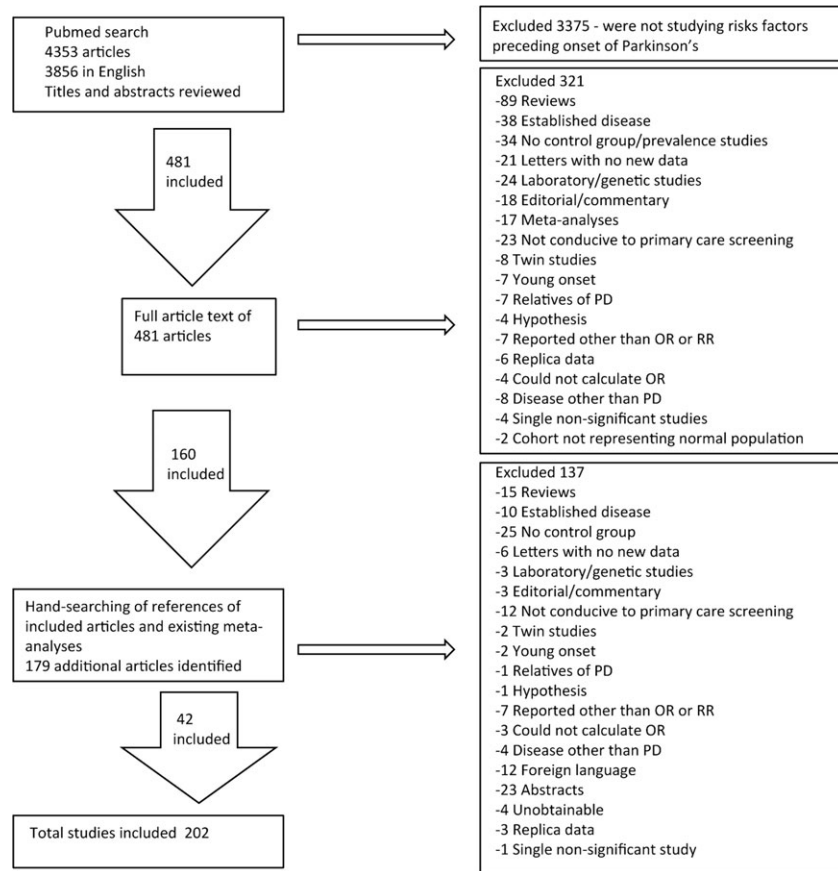 Pubmed search
4353 articles
3856 in English
Titles and abstracts reviewed
Excluded 3375 - were not studying risks factors
preceding onset of Parkinson's
481
included
Full article text of
481 articles
Excluded 321
-89 Reviews
-38 Established disease
-34 No control group/prevalence studies
-21 Letters with no new data
-24 Laboratory/genetic studies
-18 Editorial/commentary
-17 Meta-analyses
-23 Not conducive to primary care screening
-8 Twin studies
-7 Young onset
-7 Relatives of PD
-4 Hypothesis
-7 Reported other than OR or RR
-6 Replica data
-4 Could not calculate OR
-8 Disease other than PD
-4 Single non-significant studies
-2 Cohort not representing normal population
160
included
Hand-searching of references of
included articles and existing meta-
analyses
179 additional articles identified
Excluded 137
-15 Reviews
-10 Established disease
-25 No control group
-6 Letters with no new data
-3 Laboratory/genetic studies
-3 Editorial/commentary
-12 Not conducive to primary care screening
-2 Twin studies
-2 Young onset
-1 Relatives of PD
-1 Hypothesis
-7 Reported other than OR or RR
-3 Could not calculate OR
-4 Disease other than PD
-12 Foreign language
-23 Abstracts
-4 Unobtainable
-3 Replica data
-1 Single non-significant study
42
included
Total studies included 202